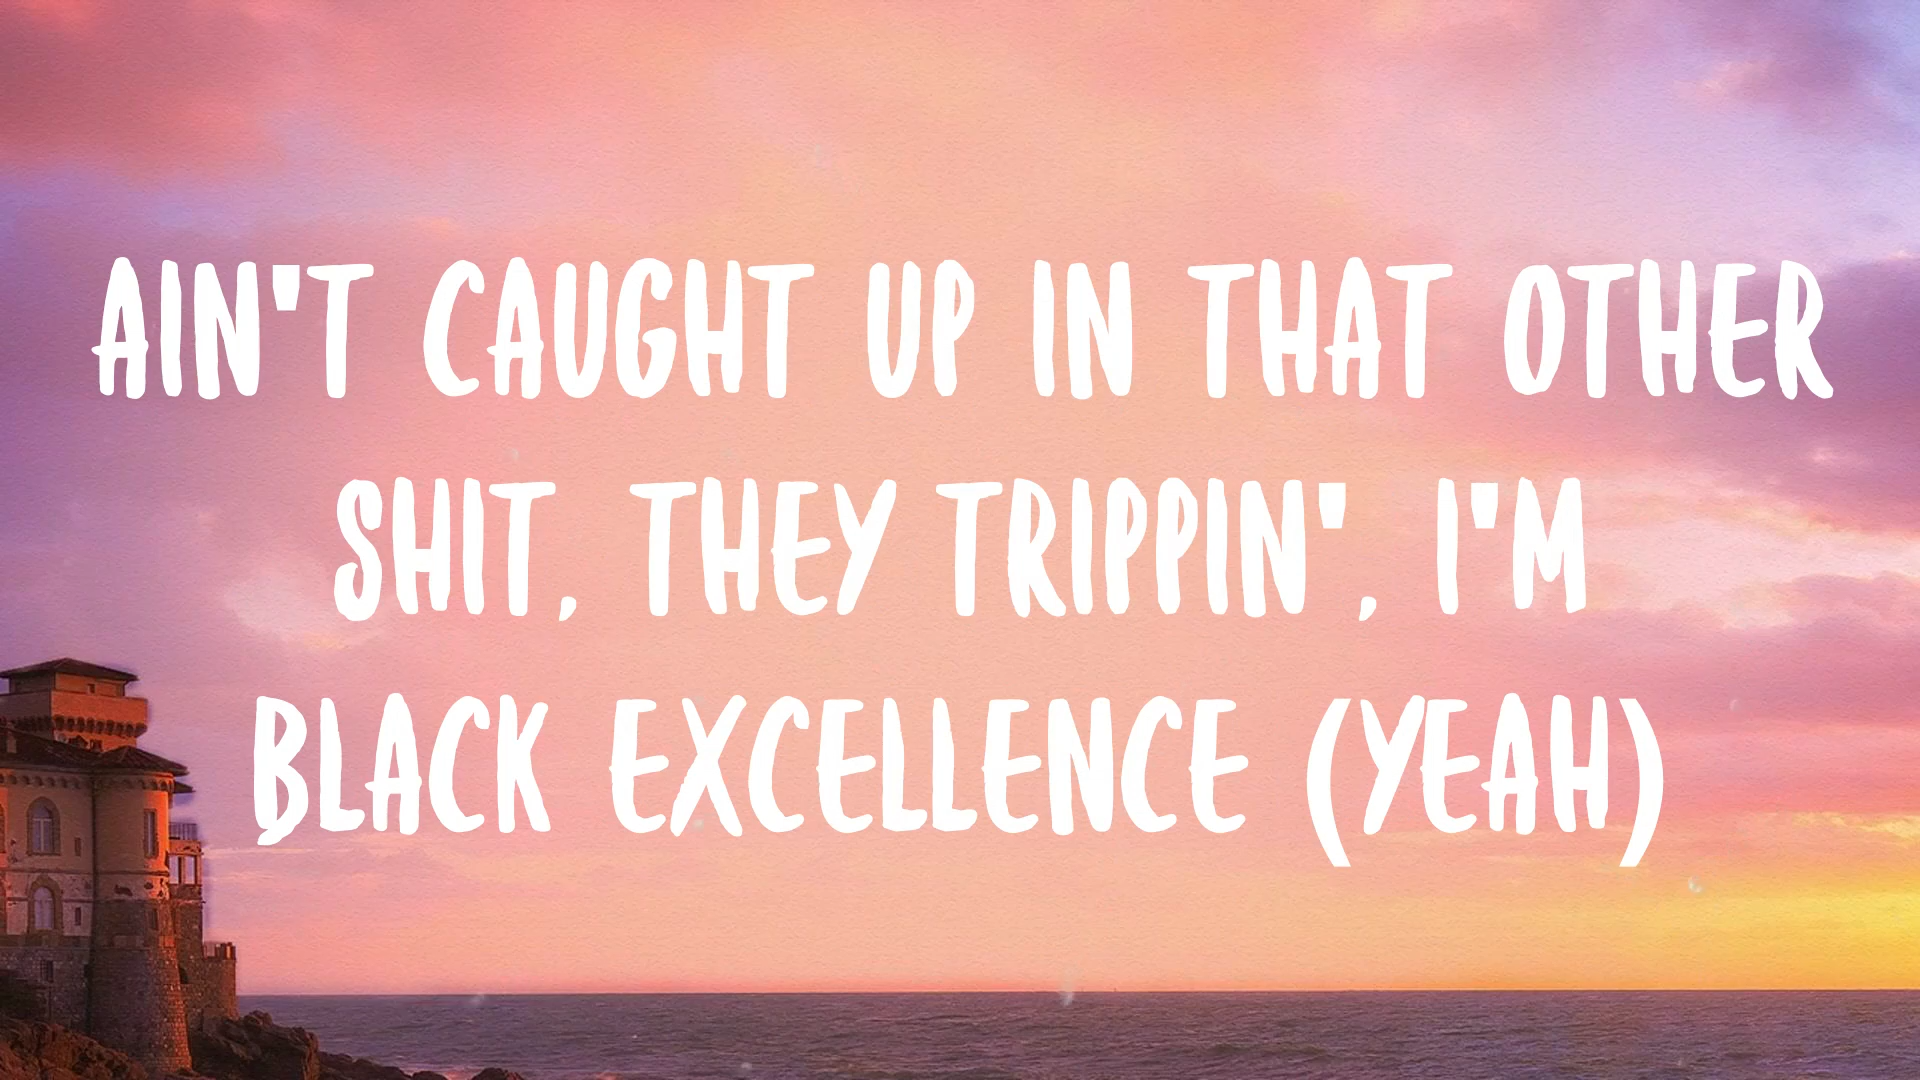 AIN'T CAUGHT UP IN THAT OTHER
SHIT, THEY TRIPPIN', I'M
BLACK EXCELLENCE (YEAH)